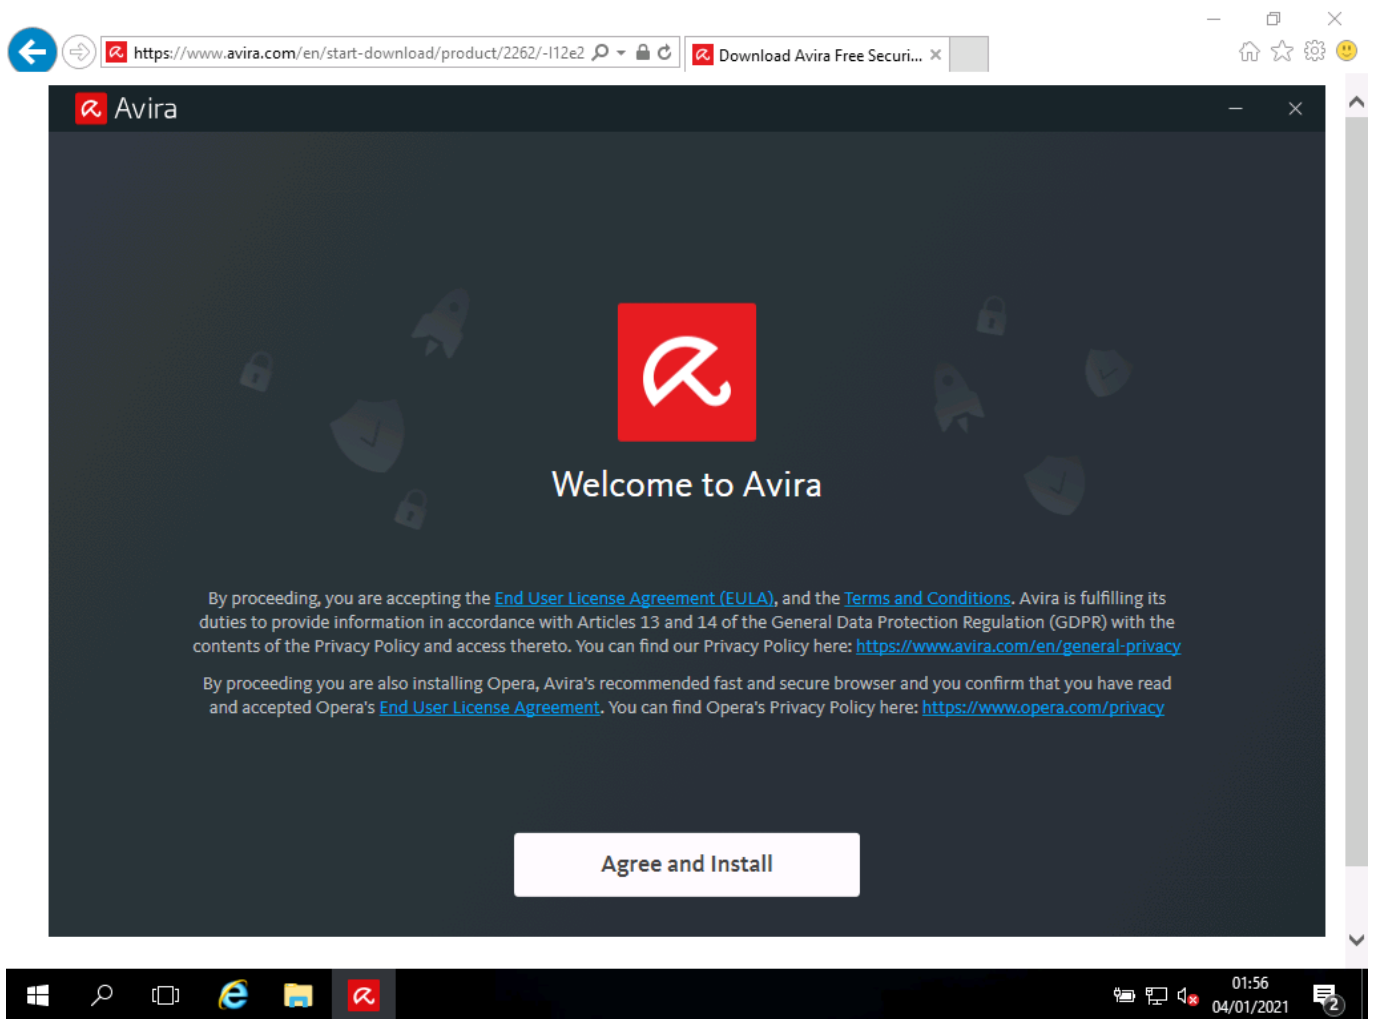 https://www.avira.com/en/start-download/product/2262/-I12e2
Download Avira Free Securi...
Avira
Welcome to Avira
By proceeding, you are accepting the End User License Agreement (EULA), and the Terms and Conditions. Avira is fulfilling its
duties to provide information in accordance with Articles 13 and 14 of the General Data Protection Regulation (GDPR) with the
contents of the Privacy Policy and access thereto. You can find our Privacy Policy here: https://www.avira.com/en/general-privacy
By proceeding you are also installing Opera, Avira's recommended fast and secure browser and you confirm that you have read
and accepted Opera's End User License Agreement. You can find Opera's Privacy Policy here: https://www.opera.com/privacy
Agree and Install
01:56
04/01/2021
2